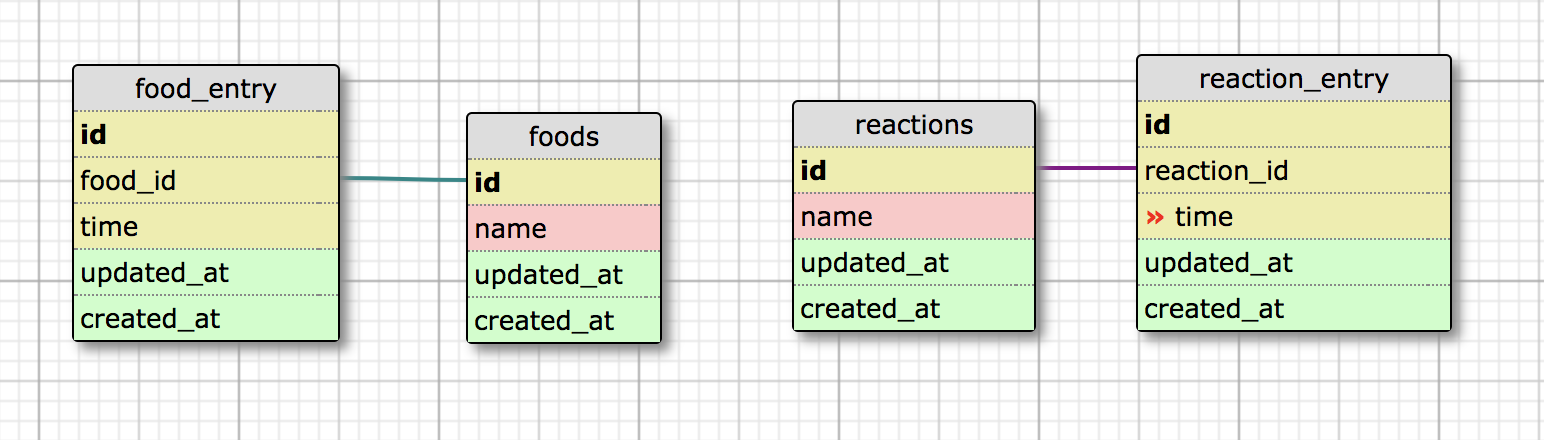 food_entry
id
food_id
time
updated_at
created_at
foods
id
name
updated_at
created_at
reactions
id
name
updated_at
created_at
reaction_entry
id
reaction_id
» time
updated_at
created_at